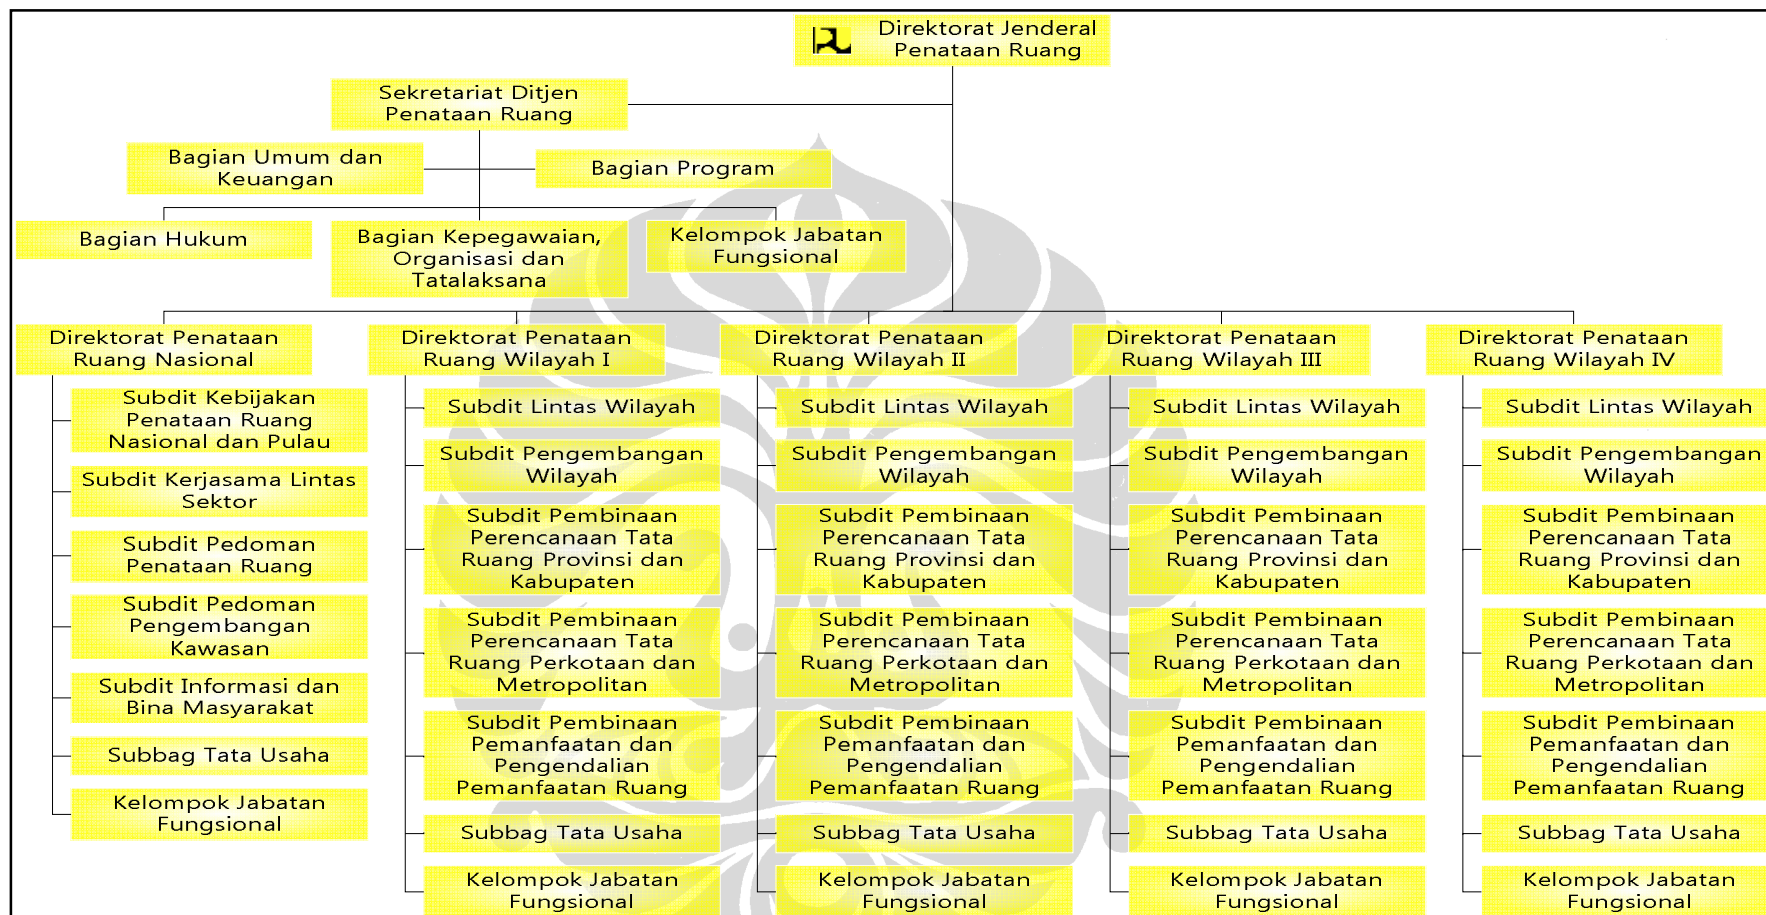 Direktorat Jenderal
Penataan Ruang
Sekretariat Ditjen
Penataan Ruang
Bagian Umum dan
Keuangan
Bagian Program
Bagian Hukum
Bagian Kepegawaian,
Organisasi dan
Tatalaksana
Kelompok Jabatan
Fungsional
Direktorat Penataan
Ruang Nasional
Subdit Kebijakan
Penataan Ruang
Nasional dan Pulau
Subdit Kerjasama Lintas
Sektor
Subdit Pedoman
Penataan Ruang
Subdit Pedoman
Pengembangan
Kawasan
Subdit Informasi dan
Bina Masyarakat
Subbag Tata Usaha
Kelompok Jabatan
Fungsional
Direktorat Penataan
Ruang Wilayah I
Subdit Lintas Wilayah
Subdit Pengembangan
Wilayah
Subdit Pembinaan
Perencanaan Tata
Ruang Provinsi dan
Kabupaten
Subdit Pembinaan
Perencanaan Tata
Ruang Perkotaan dan
Metropolitan
Subdit Pembinaan
Pemanfaatan dan
Pengendalian
Pemanfaatan Ruang
Subbag Tata Usaha
Kelompok Jabatan
Fungsional
Direktorat Penataan
Ruang Wilayah II
Subdit Lintas Wilayah
Subdit Pengembangan
Wilayah
Subdit Pembinaan
Perencanaan Tata
Ruang Provinsi dan
Kabupaten
Subdit Pembinaan
Perencanaan Tata
Ruang Perkotaan dan
Metropolitan
Subdit Pembinaan
Pemanfaatan dan
Pengendalian
Pemanfaatan Ruang
Subbag Tata Usaha
Kelompok Jabatan
Fungsional
Direktorat Penataan
Ruang Wilayah III
Subdit Lintas Wilayah
Subdit Pengembangan
Wilayah
Subdit Pembinaan
Perencanaan Tata
Ruang Provinsi dan
Kabupaten
Subdit Pembinaan
Perencanaan Tata
Ruang Perkotaan dan
Metropolitan
Subdit Pembinaan
Pemanfaatan dan
Pengendalian
Pemanfaatan Ruang
Subbag Tata Usaha
Kelompok Jabatan
Fungsional
Direktorat Penataan
Ruang Wilayah IV
Subdit Lintas Wilayah
Subdit Pengembangan
Wilayah
Subdit Pembinaan
Perencanaan Tata
Ruang Provinsi dan
Kabupaten
Subdit Pembinaan
Perencanaan Tata
Ruang Perkotaan dan
Metropolitan
Subdit Pembinaan
Pemanfaatan dan
Pengendalian
Pemanfaatan Ruang
Subbag Tata Usaha
Kelompok Jabatan
Fungsional